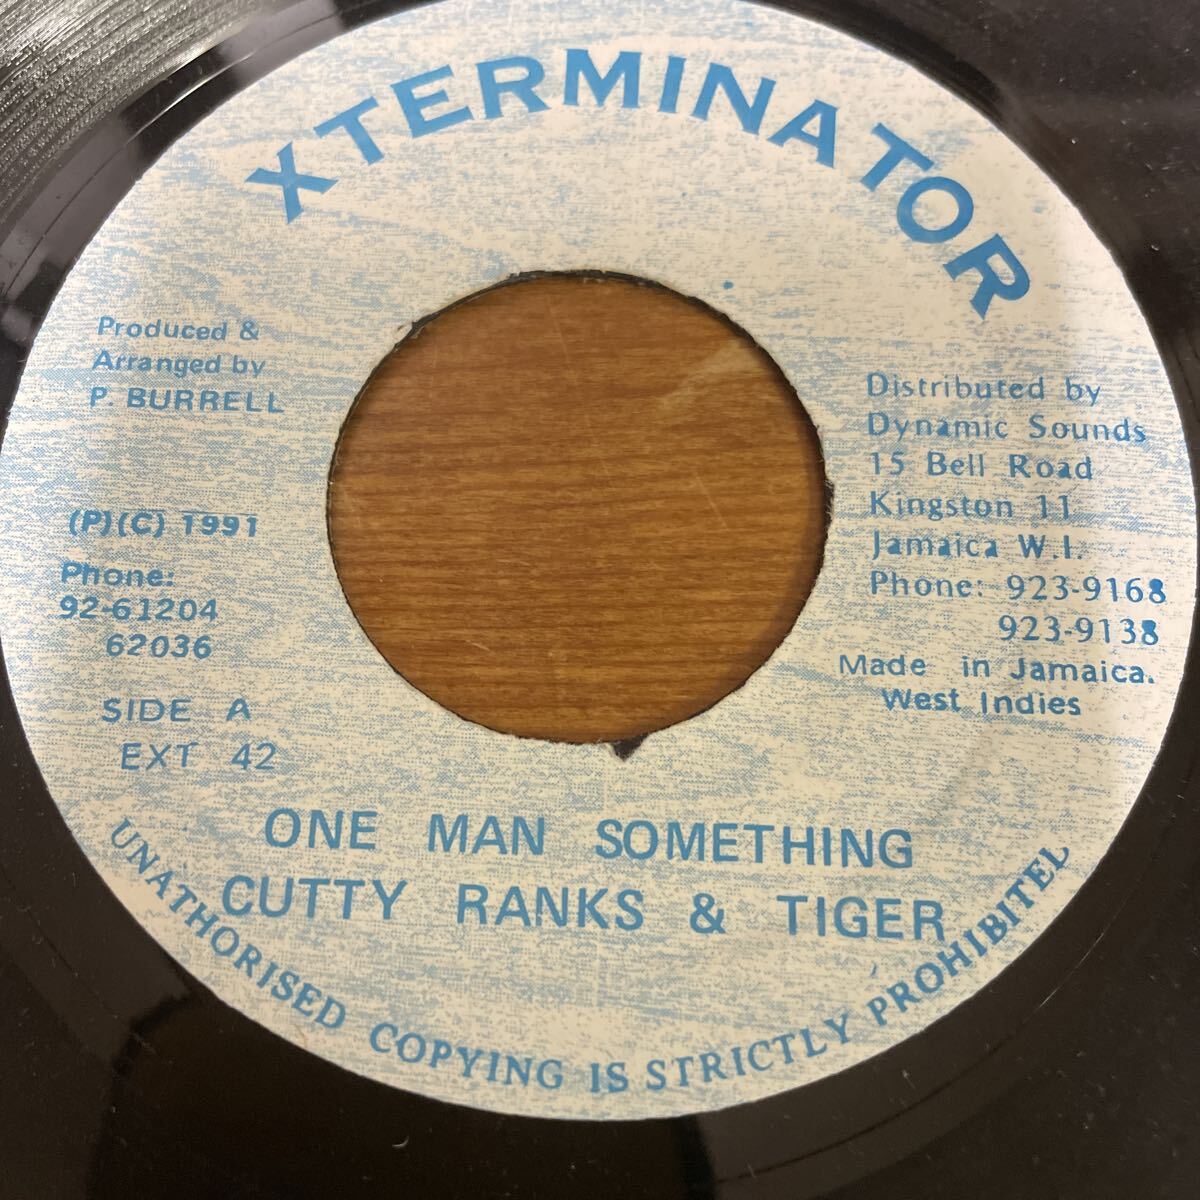 XTERMINATOR
Produced &
Arranged by
P. BURRELL
(P)(C) 1991
Phone:
92-61204
62036
SIDE A
EXT 42
Distributed by
Dynamic Sounds
15 Bell Road
Kingston 11
Jamaica W.I.
Phone: 923-9168
923-9138
Made in Jamaica.
West Indies
ONE MAN SOMETHING
CUTTY RANKS & TIGER
UNATHORISED COPYING IS STRICTLY PROHIBITEL